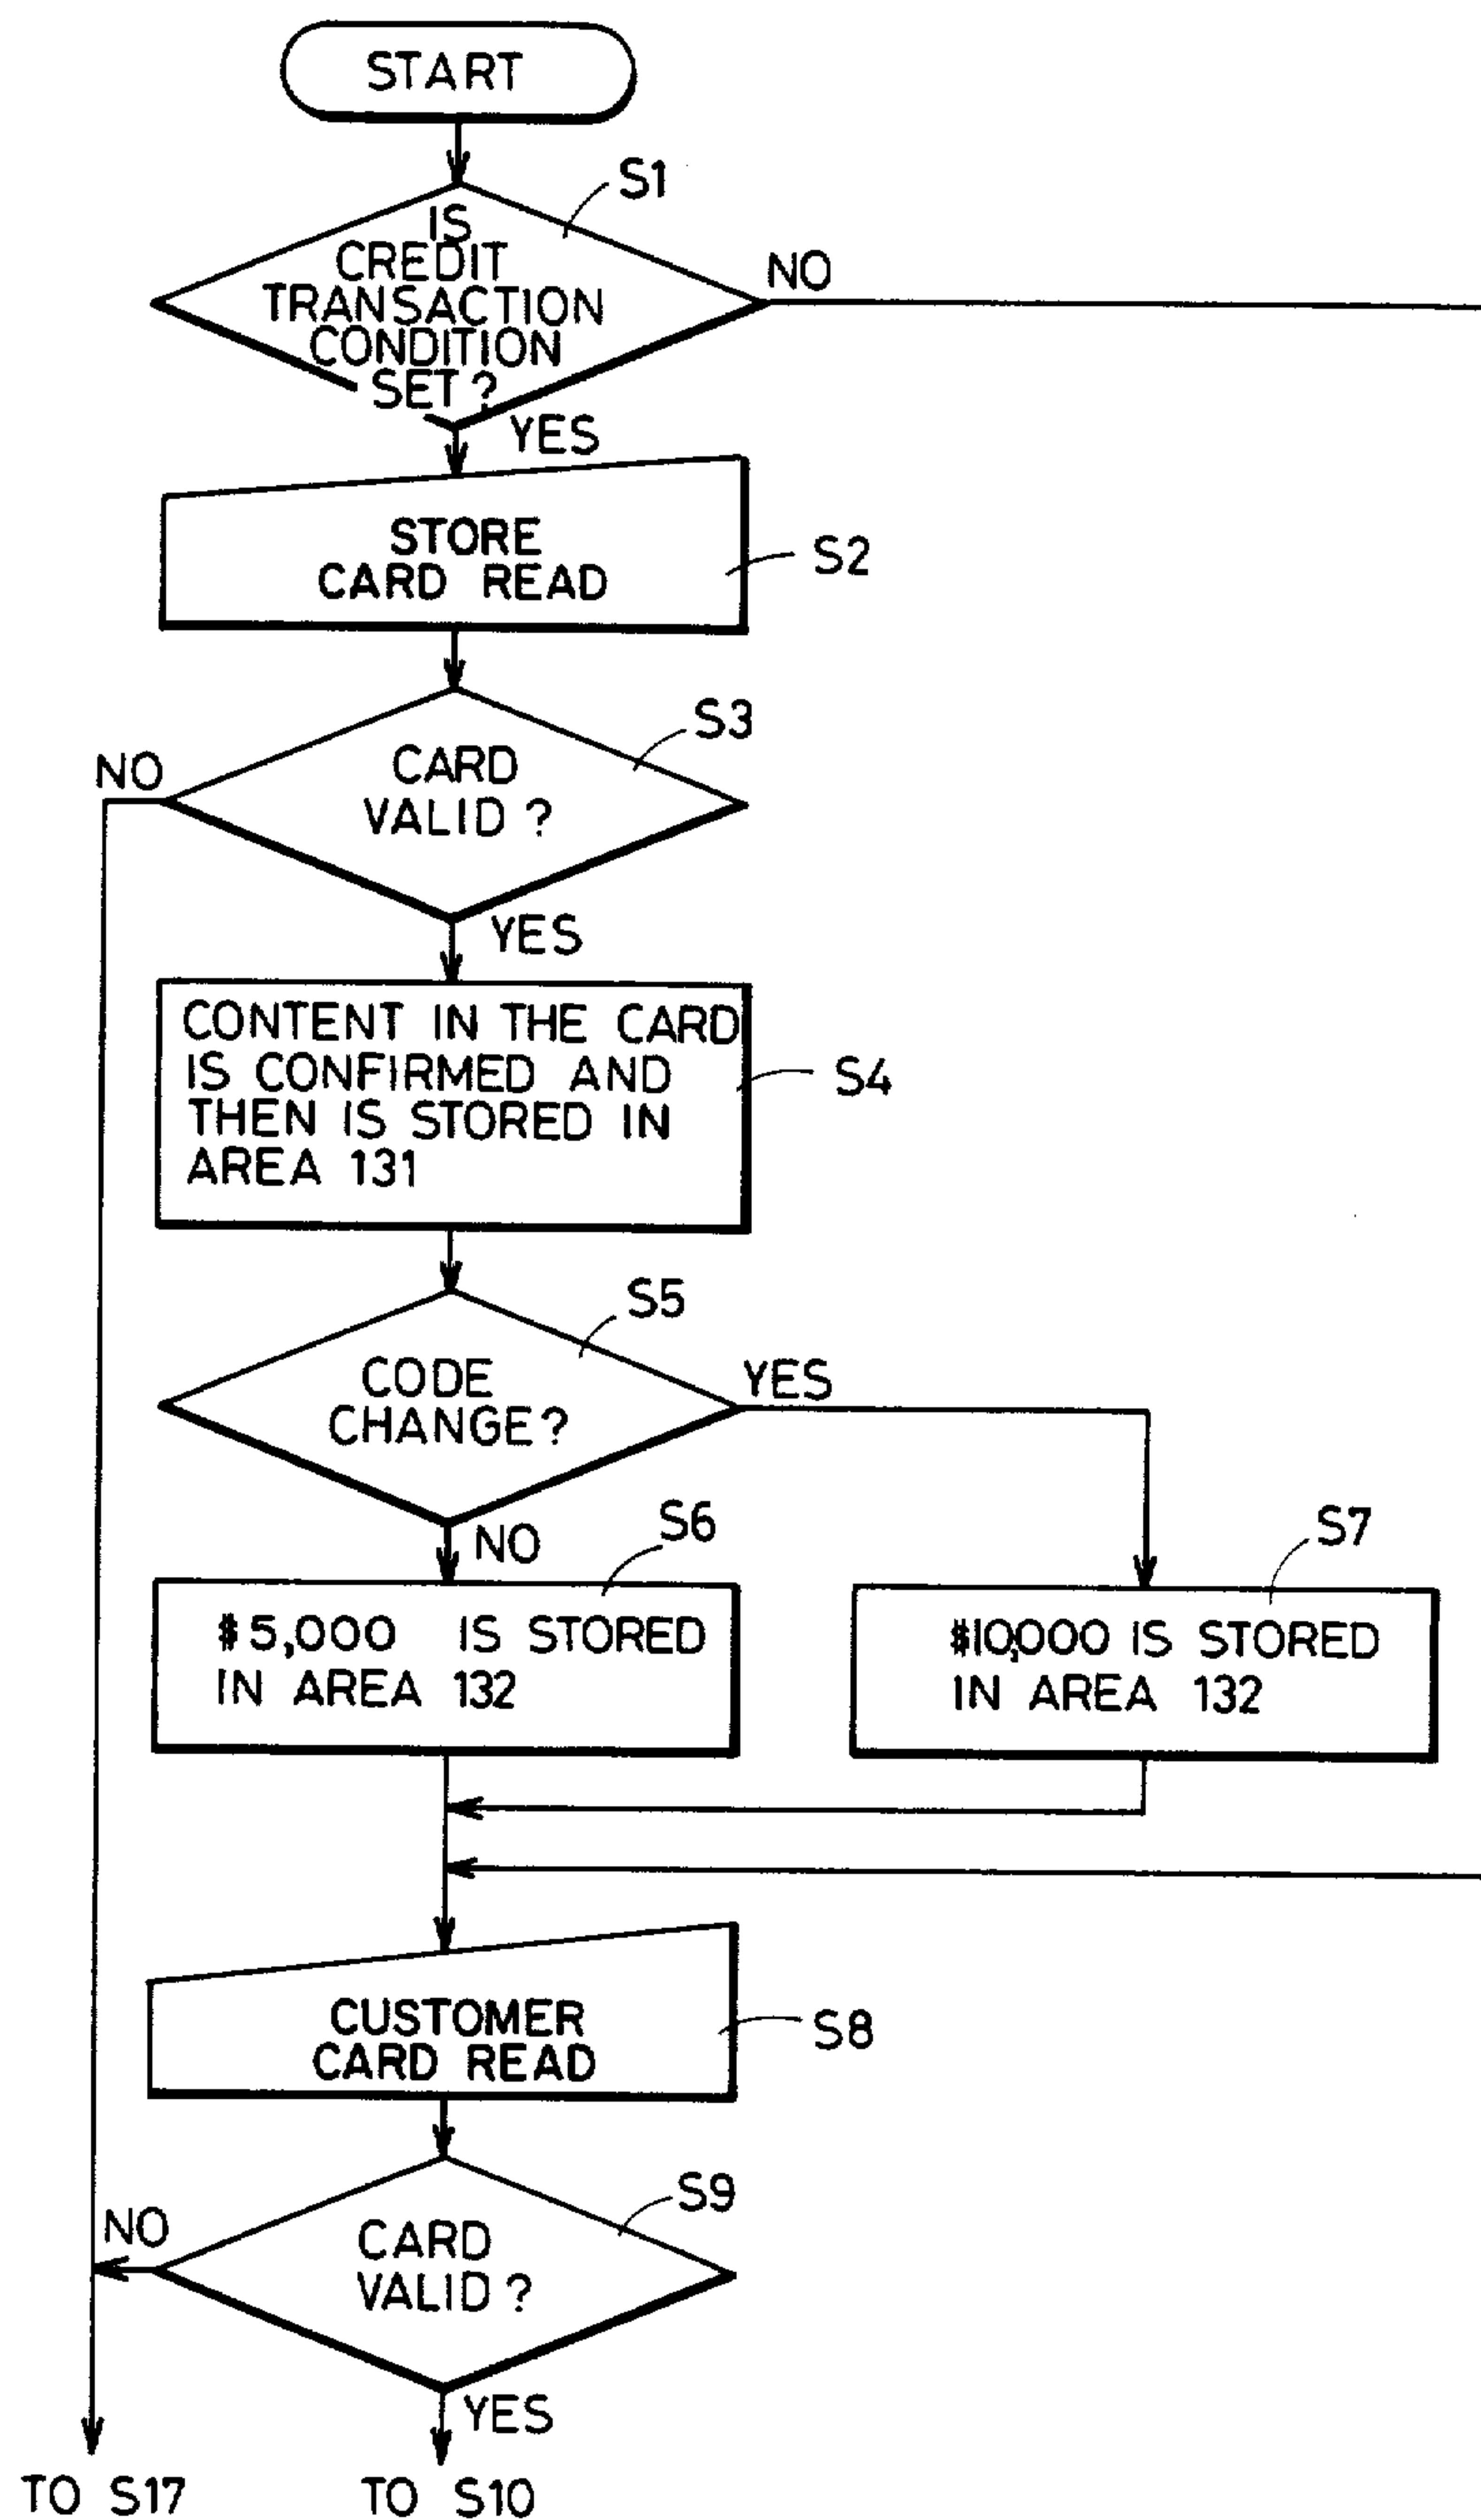 START
S1
IS
CREDIT
TRANSACTION
CONDITION
SET?
NO
YES
STORE
CARD READ
S2
S3
NO
CARD
VALID?
YES
CONTENT IN THE CARD
IS CONFIRMED AND
THEN IS STORED IN
AREA 131
S4
S5
CODE
CHANGE?
YES
NO
S6
S7
$5,000 IS STORED
IN AREA 132
$10,000 IS STORED
IN AREA 132
CUSTOMER
CARD READ
S8
S9
NO
CARD
VALID?
YES
TO S17
TO S10